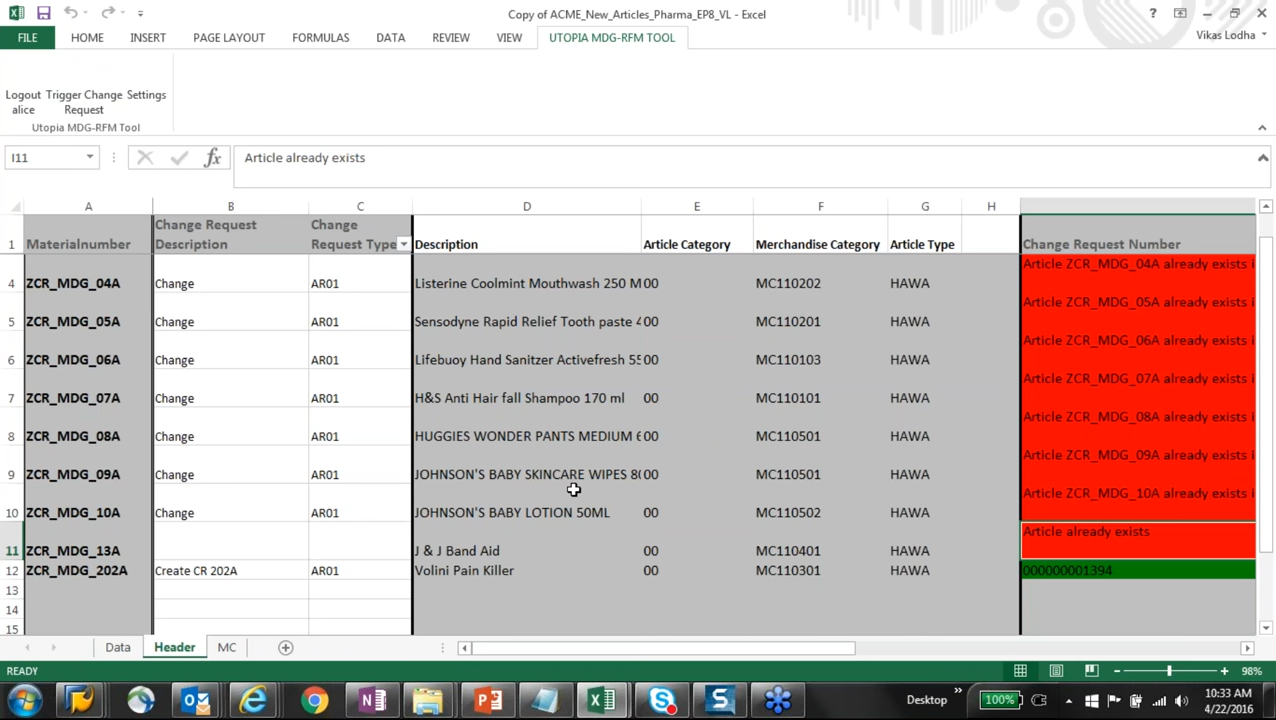 Copy of ACME_New_Articles_Pharma_EP8_VL - Excel
FILE HOME INSERT PAGE LAYOUT FORMULAS DATA REVIEW VIEW UTOPIA MDG-RFM TOOL Vikas Lodha
Logout alice
Trigger Change Request
Settings
Utopia MDG-RFM Tool
I11 fx Article already exists
A B C D E F G H
1 Materialnumber Change Request Description Change Request Type Description Article Category Merchandise Category Article Type Change Request Number
4 ZCR_MDG_04A Change AR01 Listerine Coolmint Mouthwash 250 M 00 MC110202 HAWA Article ZCR_MDG_04A already exists i
5 ZCR_MDG_05A Change AR01 Sensodyne Rapid Relief Tooth paste 4 00 MC110201 HAWA Article ZCR_MDG_05A already exists i
6 ZCR_MDG_06A Change AR01 Lifebuoy Hand Sanitzer Activefresh 55 00 MC110103 HAWA Article ZCR_MDG_06A already exists i
7 ZCR_MDG_07A Change AR01 H&S Anti Hair fall Shampoo 170 ml 00 MC110101 HAWA Article ZCR_MDG_07A already exists i
8 ZCR_MDG_08A Change AR01 HUGGIES WONDER PANTS MEDIUM 6 00 MC110501 HAWA Article ZCR_MDG_08A already exists i
9 ZCR_MDG_09A Change AR01 JOHNSON'S BABY SKINCARE WIPES 80 00 MC110501 HAWA Article ZCR_MDG_09A already exists i
10 ZCR_MDG_10A Change AR01 JOHNSON'S BABY LOTION 50ML 00 MC110502 HAWA Article ZCR_MDG_10A already exists i
11 ZCR_MDG_13A J & J Band Aid 00 MC110401 HAWA Article already exists
12 ZCR_MDG_202A Create CR 202A AR01 Volini Pain Killer 00 MC110301 HAWA 000000001394
13
14
15
Data Header MC
READY 98%
Desktop 100% 10:33 AM
4/22/2016